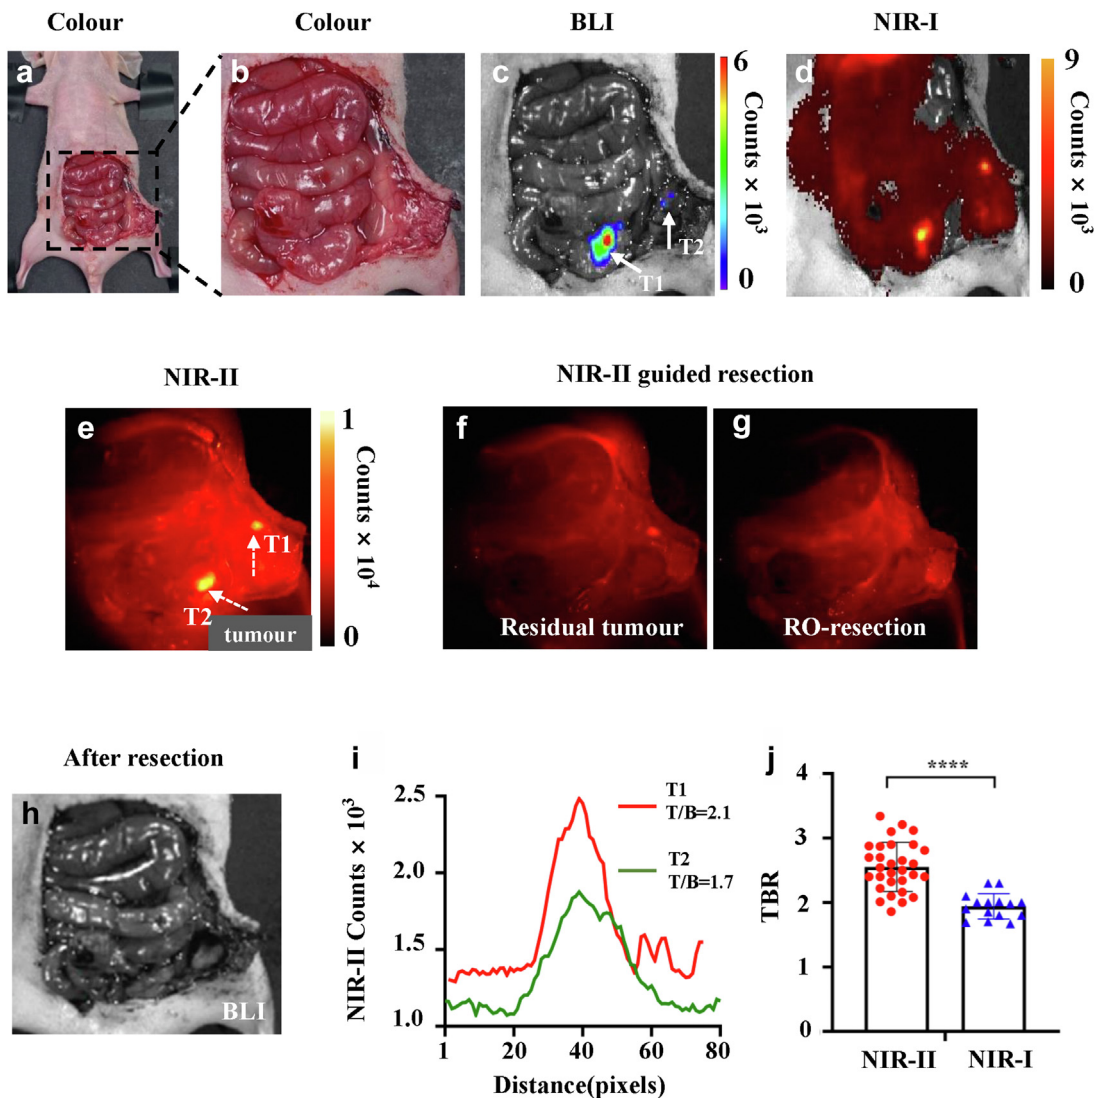 Colour
Colour
BLI
NIR-I
a
b
c
T1
T2
6
0
Counts × 10³
d
9
0
Counts × 10³
NIR-II
NIR-II guided resection
e
T1
T2
tumour
1
0
Counts × 10⁴
f
Residual tumour
g
RO-resection
After resection
h
BLI
i
NIR-II Counts × 10³
2.5
2.0
1.5
1.0
1
20
40
60
80
Distance(pixels)
T1
T/B=2.1
T2
T/B=1.7
j
****
TBR
4
3
2
1
0
NIR-II
NIR-I